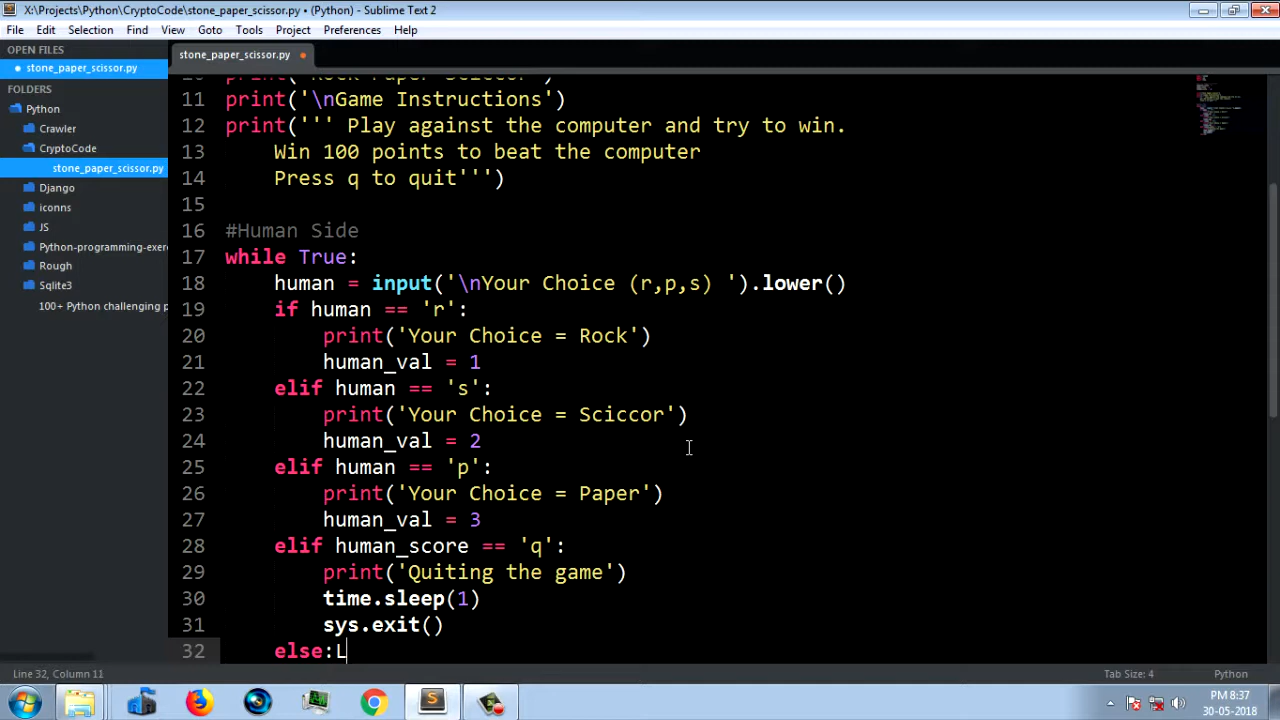 X:\Projects\Python\CryptoCode\stone_paper_scissor.py • (Python) - Sublime Text 2
File Edit Selection Find View Goto Tools Project Preferences Help
OPEN FILES
stone_paper_scissor.py
FOLDERS
Python
Crawler
CryptoCode
stone_paper_scissor.py
Django
iconns
JS
Python-programming-exer
Rough
Sqlite3
100+ Python challenging p
stone_paper_scissor.py
10 print('Rock Paper Sciccor')
11 print('\nGame Instructions')
12 print(''' Play against the computer and try to win.
13 Win 100 points to beat the computer
14 Press q to quit''')
15
16 #Human Side
17 while True:
18 human = input('\nYour Choice (r,p,s) ').lower()
19 if human == 'r':
20 print('Your Choice = Rock')
21 human_val = 1
22 elif human == 's':
23 print('Your Choice = Sciccor')
24 human_val = 2
25 elif human == 'p':
26 print('Your Choice = Paper')
27 human_val = 3
28 elif human_score == 'q':
29 print('Quiting the game')
30 time.sleep(1)
31 sys.exit()
32 else:L
Line 32, Column 11
Tab Size: 4
Python
PM 8:37
30-05-2018